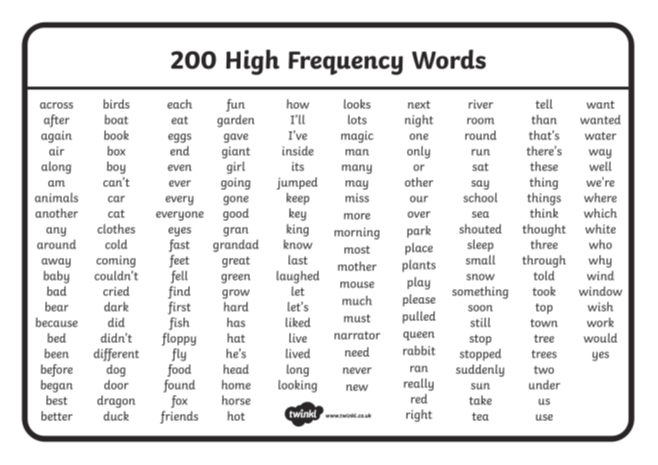 200 High Frequency Words
across
after
again
air
along
am
animals
another
any
around
away
baby
bad
bear
because
bed
been
before
began
best
better
birds
boat
book
box
boy
can't
car
cat
clothes
cold
coming
couldn't
cried
dark
did
didn't
different
dog
door
dragon
duck
each
eat
eggs
end
even
ever
every
everyone
eyes
fast
feet
fell
find
first
fish
floppy
fly
food
found
fox
friends
fun
garden
gave
giant
girl
going
gone
good
gran
grandad
great
green
grow
hard
has
hat
he's
head
home
horse
hot
how
I'll
I've
inside
its
jumped
keep
key
king
know
last
laughed
let
let's
liked
live
lived
long
looking
looks
lots
magic
man
many
may
miss
more
morning
most
mother
mouse
much
must
narrator
need
never
new
next
night
one
only
or
other
our
over
park
place
plants
play
please
pulled
queen
rabbit
ran
really
red
right
river
room
round
run
sat
say
school
sea
shouted
sleep
small
snow
something
soon
still
stop
stopped
suddenly
sun
take
tea
tell
than
that's
there's
these
thing
things
think
thought
three
through
told
took
top
town
tree
trees
two
under
us
use
want
wanted
water
way
well
we're
where
which
white
who
why
wind
window
wish
work
would
yes
twinkl www.twinkl.co.uk